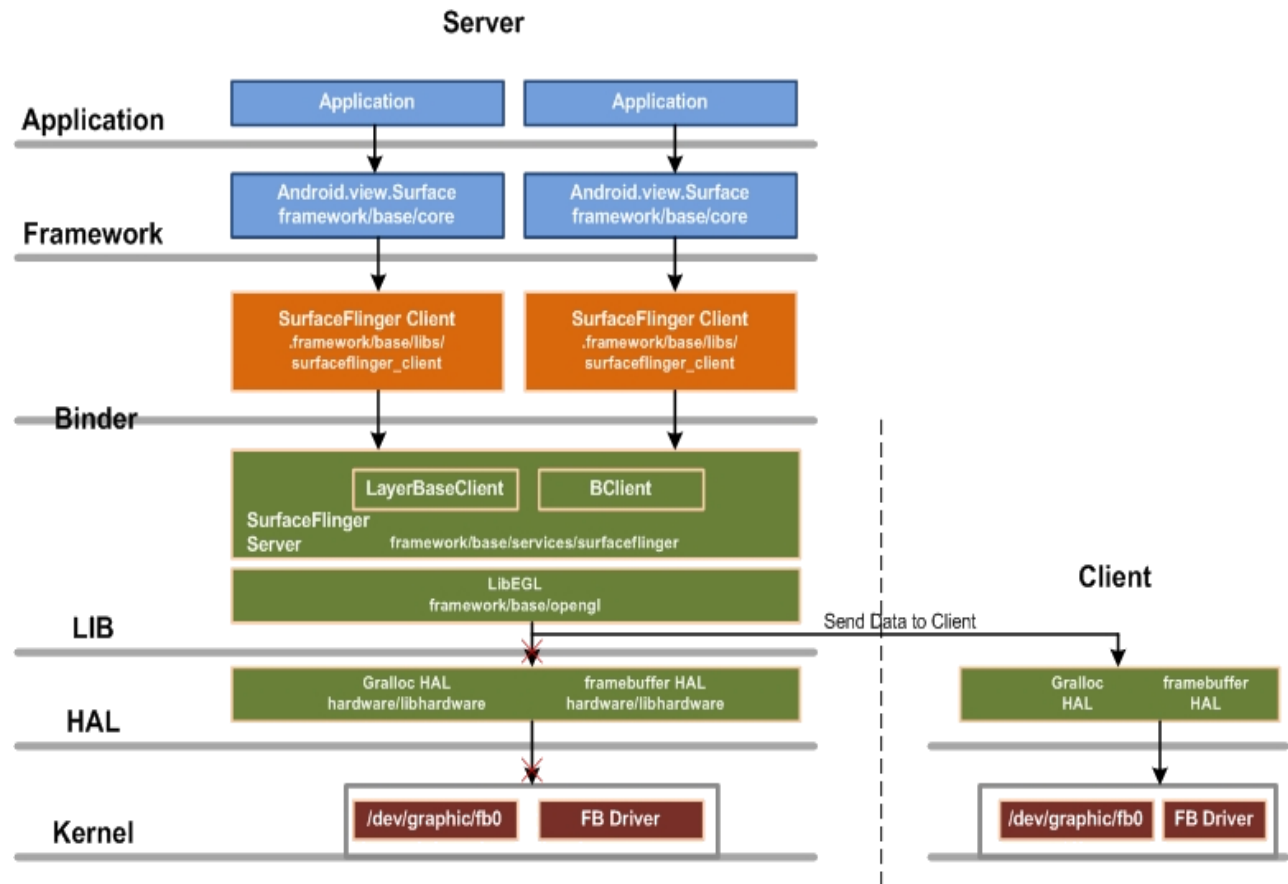 Server
Application
Application
Application
Android.view.Surface
framework/base/core
Android.view.Surface
framework/base/core
Framework
SurfaceFlinger Client
.framework/base/libs/
surfaceflinger_client
SurfaceFlinger Client
.framework/base/libs/
surfaceflinger_client
Binder
LayerBaseClient
BClient
SurfaceFlinger
Server
framework/base/services/surfaceflinger
LibEGL
framework/base/opengl
Client
LIB
Send Data to Client
Gralloc HAL
hardware/libhardware
framebuffer HAL
hardware/libhardware
Gralloc
HAL
framebuffer
HAL
HAL
/dev/graphic/fb0
FB Driver
/dev/graphic/fb0
FB Driver
Kernel